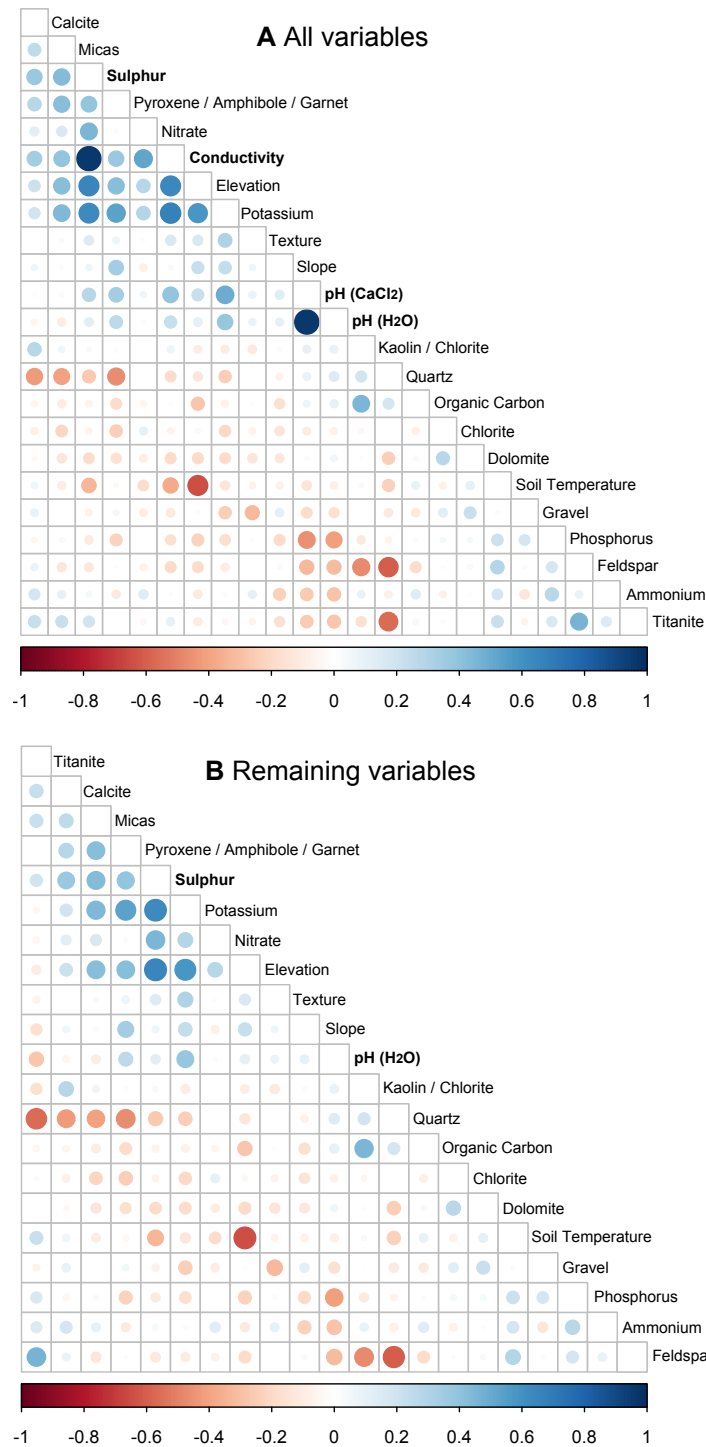 Calcite
A All variables
Micas
Sulphur
Pyroxene / Amphibole / Garnet
Nitrate
Conductivity
Elevation
Potassium
Texture
Slope
pH (CaCl2)
pH (H2O)
Kaolin / Chlorite
Quartz
Organic Carbon
Chlorite
Dolomite
Soil Temperature
Gravel
Phosphorus
Feldspar
Ammonium
Titanite
-1 -0.8 -0.6 -0.4 -0.2 0 0.2 0.4 0.6 0.8 1
Titanite
B Remaining variables
Calcite
Micas
Pyroxene / Amphibole / Garnet
Sulphur
Potassium
Nitrate
Elevation
Texture
Slope
pH (H2O)
Kaolin / Chlorite
Quartz
Organic Carbon
Chlorite
Dolomite
Soil Temperature
Gravel
Phosphorus
Ammonium
Feldspa
-1 -0.8 -0.6 -0.4 -0.2 0 0.2 0.4 0.6 0.8 1